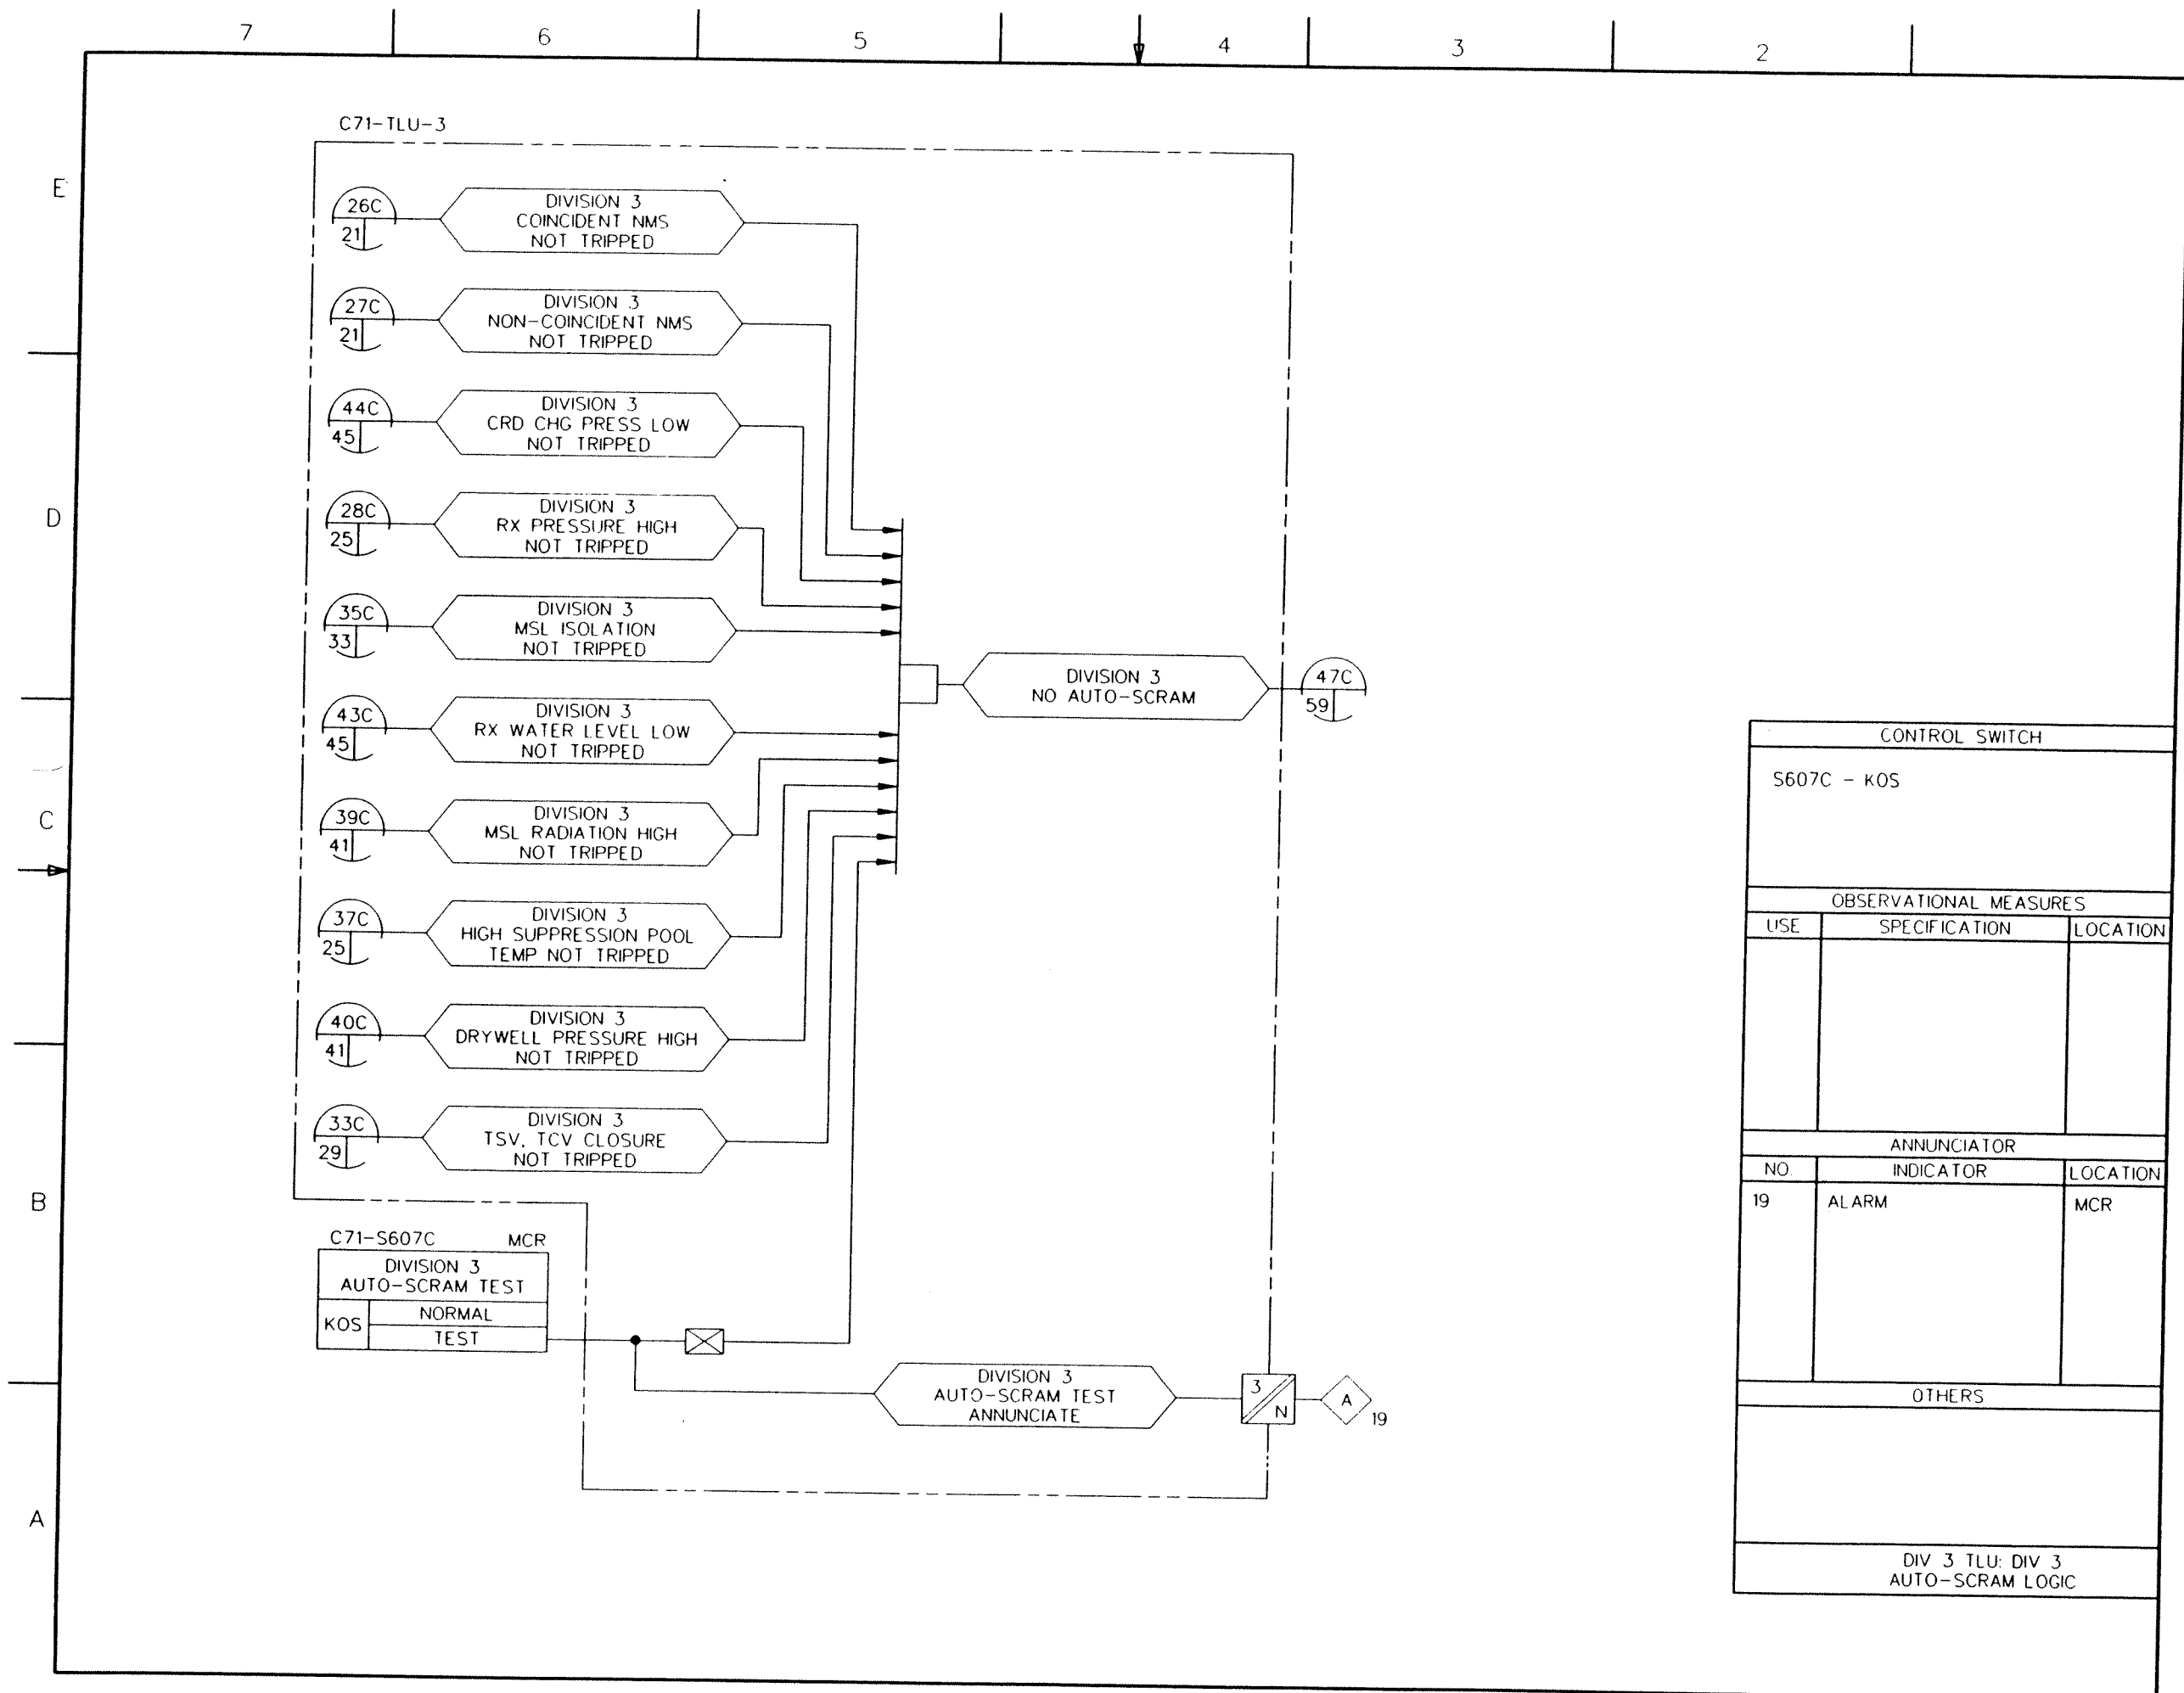 7 6 5 4 3 2
E
D
C
B
A
C71-TLU-3
26C
21
DIVISION 3
COINCIDENT NMS
NOT TRIPPED
27C
21
DIVISION 3
NON-COINCIDENT NMS
NOT TRIPPED
44C
45
DIVISION 3
CRD CHG PRESS LOW
NOT TRIPPED
28C
25
DIVISION 3
RX PRESSURE HIGH
NOT TRIPPED
35C
33
DIVISION 3
MSL ISOLATION
NOT TRIPPED
43C
45
DIVISION 3
RX WATER LEVEL LOW
NOT TRIPPED
39C
41
DIVISION 3
MSL RADIATION HIGH
NOT TRIPPED
37C
25
DIVISION 3
HIGH SUPPRESSION POOL
TEMP NOT TRIPPED
40C
41
DIVISION 3
DRYWELL PRESSURE HIGH
NOT TRIPPED
33C
29
DIVISION 3
TSV, TCV CLOSURE
NOT TRIPPED
DIVISION 3
NO AUTO-SCRAM
47C
59
C71-S607C MCR
DIVISION 3
AUTO-SCRAM TEST
KOS
NORMAL
TEST
DIVISION 3
AUTO-SCRAM TEST
ANNUNCIATE
3
N
A
19
CONTROL SWITCH
S607C - KOS
OBSERVATIONAL MEASURES
USE SPECIFICATION LOCATION
ANNUNCIATOR
NO. INDICATOR LOCATION
19 ALARM MCR
OTHERS
DIV 3 TLU: DIV 3
AUTO-SCRAM LOGIC